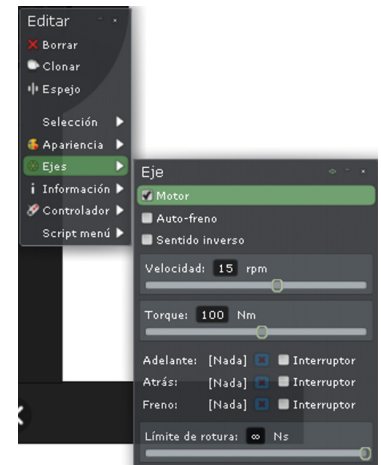 Editar
Borrar
Clonar
Espejo
Selección
Apariencia
Ejes
Información
Controlador
Script menú
Eje
Motor
Auto-freno
Sentido inverso
Velocidad: 15 rpm
Torque: 100 Nm
Adelante: [Nada] Interruptor
Atrás: [Nada] Interruptor
Freno: [Nada] Interruptor
Límite de rotura: ∞ Ns